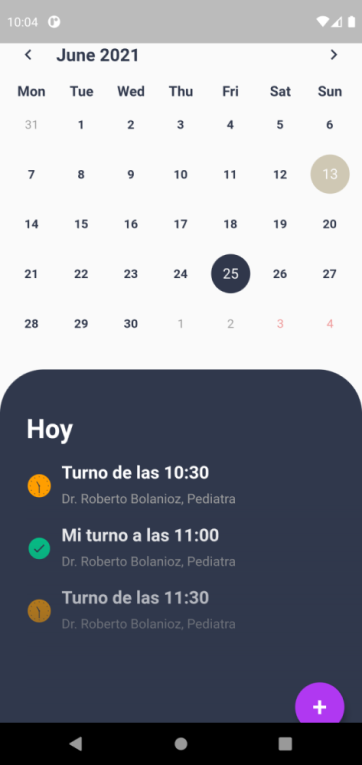 10:04
June 2021
Mon Tue Wed Thu Fri Sat Sun
31 1 2 3 4 5 6
7 8 9 10 11 12 13
14 15 16 17 18 19 20
21 22 23 24 25 26 27
28 29 30 1 2 3 4
Hoy
Turno de las 10:30
Dr. Roberto Bolanioz, Pediatra
Mi turno a las 11:00
Dr. Roberto Bolanioz, Pediatra
Turno de las 11:30
Dr. Roberto Bolanioz, Pediatra
+